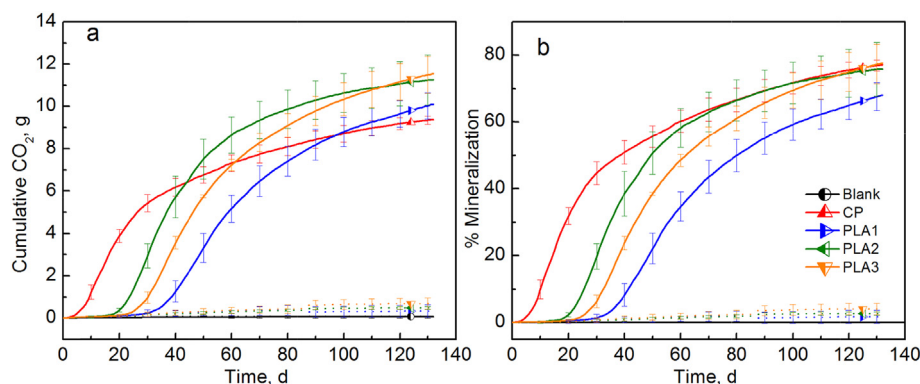 a
14
12
10
8
6
4
2
0
Cumulative CO₂, g
0 20 40 60 80 100 120 140
Time, d
b
80
60
40
20
0
% Mineralization
Blank
CP
PLA1
PLA2
PLA3
0 20 40 60 80 100 120 140
Time, d